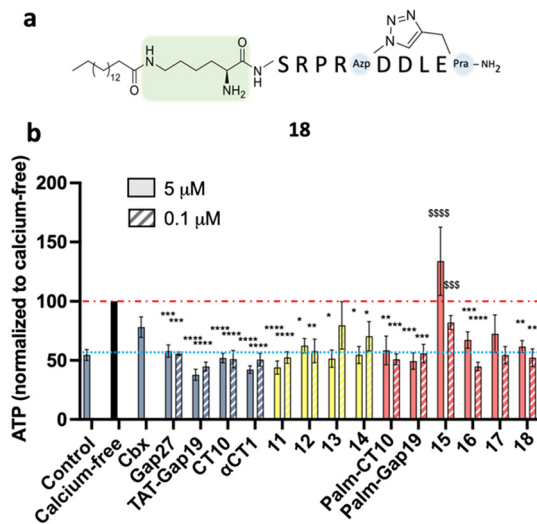 a
12
O
H
N
O
N
H
NH₂
S R P R Azp D D L E Pra -NH₂
N=N
N
18
b
ATP (normalized to calcium-free)
200
150
100
50
0
5 μM
0.1 μM
*** *** **** **** **** **** **** **** **** **** * ** * * * ** *** *** *** $$$$ $$$ *** **** ** **
Control
Calcium-free
Cbx
Gap27
TAT-Gap19
CT10
αCT1
11
12
13
14
Palm-CT10
Palm-Gap19
15
16
17
18